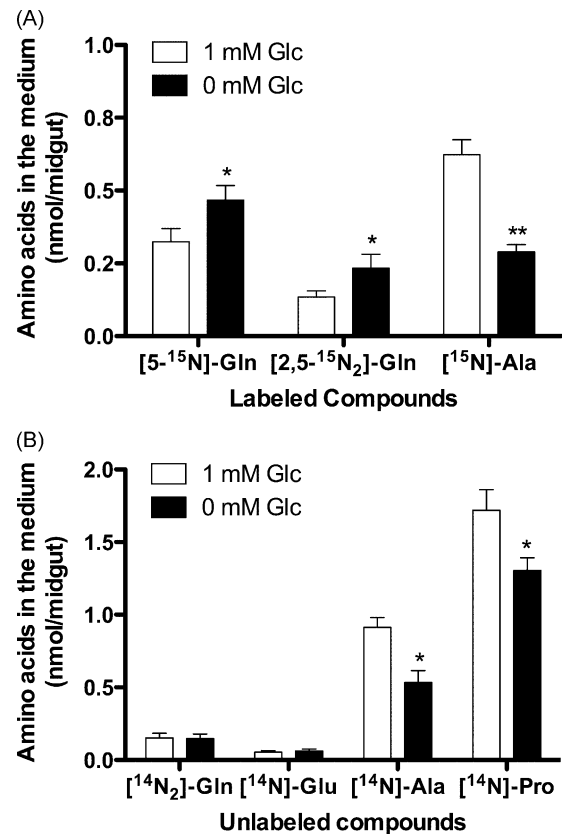 (A)
Amino acids in the medium
(nmol/midgut)
1.0
0.8
0.5
0.2
0.0
1 mM Glc
0 mM Glc
*
*
**
[5-¹⁵N]-Gln [2,5-¹⁵N₂]-Gln [¹⁵N]-Ala
Labeled Compounds
(B)
Amino acids in the medium
(nmol/midgut)
2.0
1.5
1.0
0.5
0.0
1 mM Glc
0 mM Glc
*
*
[¹⁴N₂]-Gln [¹⁴N]-Glu [¹⁴N]-Ala [¹⁴N]-Pro
Unlabeled compounds